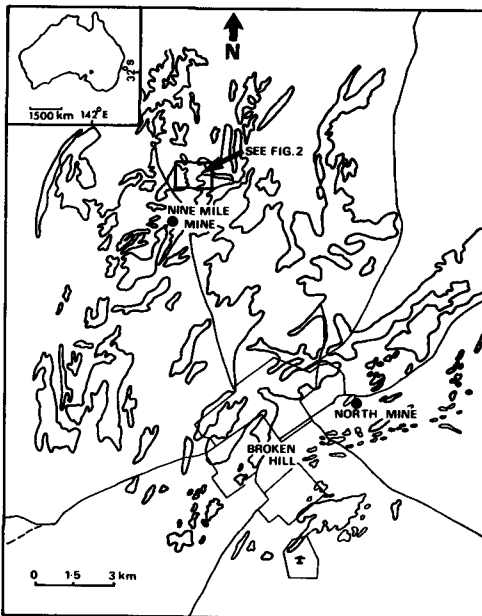 N
32°S
1500 km 142°E
SEE FIG.2
NINE MILE
MINE
NORTH MINE
BROKEN
HILL
0 1·5 3 km